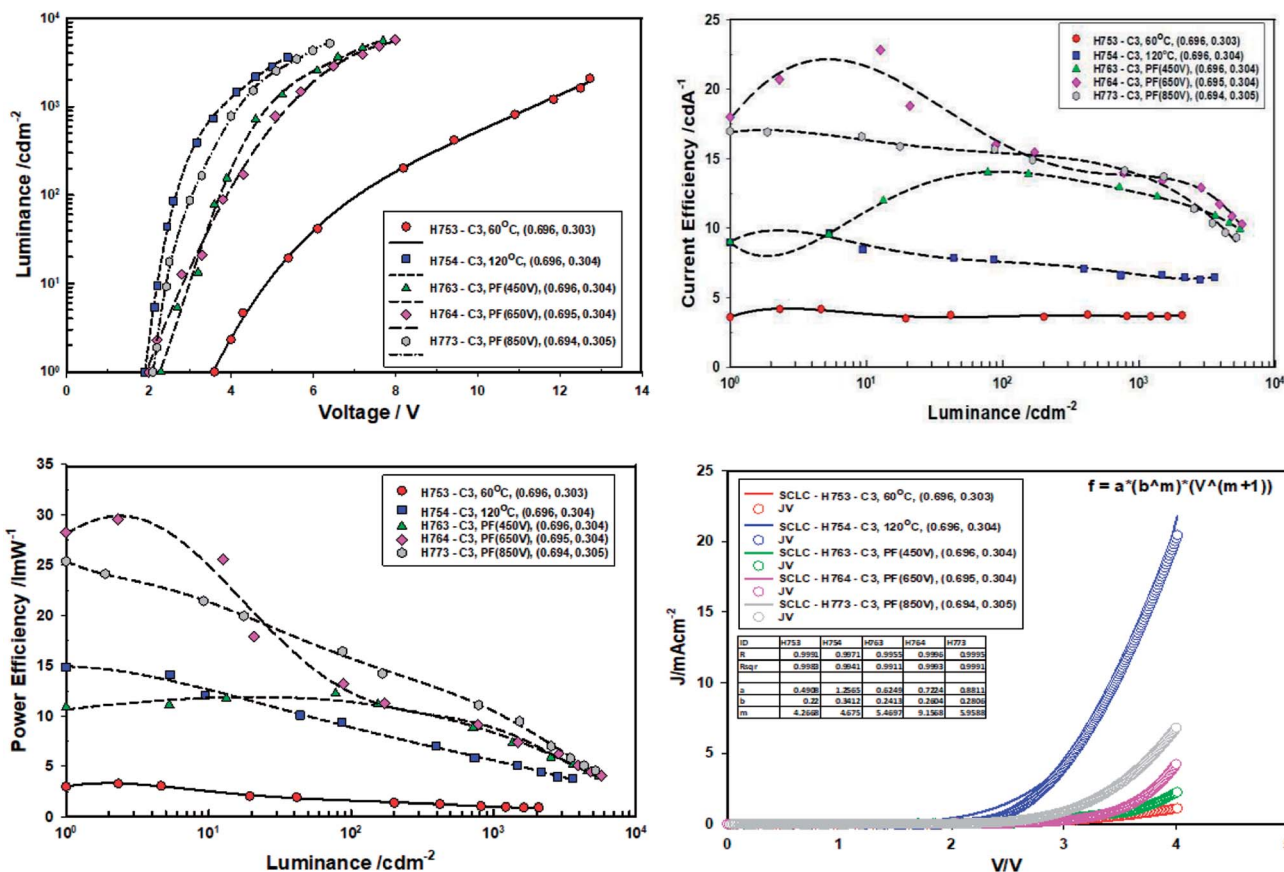 Luminance /cdm⁻²
10⁴
10³
10²
10¹
10⁰
0 2 4 6 8 10 12 14
Voltage / V
H753 - C3, 60°C, (0.696, 0.303)
H754 - C3, 120°C, (0.696, 0.304)
H763 - C3, PF(450V), (0.696, 0.304)
H764 - C3, PF(650V), (0.695, 0.304)
H773 - C3, PF(850V), (0.694, 0.305)
Current Efficiency /cdA⁻¹
25
20
15
10
5
0
10⁰ 10¹ 10² 10³ 10⁴
Luminance /cdm⁻²
H753 - C3, 60°C, (0.696, 0.303)
H754 - C3, 120°C, (0.696, 0.304)
H763 - C3, PF(450V), (0.696, 0.304)
H764 - C3, PF(650V), (0.695, 0.304)
H773 - C3, PF(850V), (0.694, 0.305)
Power Efficiency /lmW⁻¹
35
30
25
20
15
10
5
0
10⁰ 10¹ 10² 10³ 10⁴
Luminance /cdm⁻²
H753 - C3, 60°C, (0.696, 0.303)
H754 - C3, 120°C, (0.696, 0.304)
H763 - C3, PF(450V), (0.696, 0.304)
H764 - C3, PF(650V), (0.695, 0.304)
H773 - C3, PF(850V), (0.694, 0.305)
J/mAcm⁻²
25
20
15
10
5
0
0 1 2 3 4 5
V/V
f = a*(b^m)*(V^(m+1))
SCLC - H753 - C3, 60°C, (0.696, 0.303)
JV
SCLC - H754 - C3, 120°C, (0.696, 0.304)
JV
SCLC - H763 - C3, PF(450V), (0.696, 0.304)
JV
SCLC - H764 - C3, PF(650V), (0.695, 0.304)
JV
SCLC - H773 - C3, PF(850V), (0.694, 0.305)
JV
ID H753 H754 H763 H764 H773
R 0.9991 0.9971 0.9955 0.9996 0.9995
Rsqr 0.9983 0.9941 0.9911 0.9993 0.9991
a 0.4908 1.2565 0.6249 0.7224 0.8811
b 0.22 0.3412 0.2413 0.2604 0.2806
m 4.2668 4.675 5.4697 9.1568 5.9588